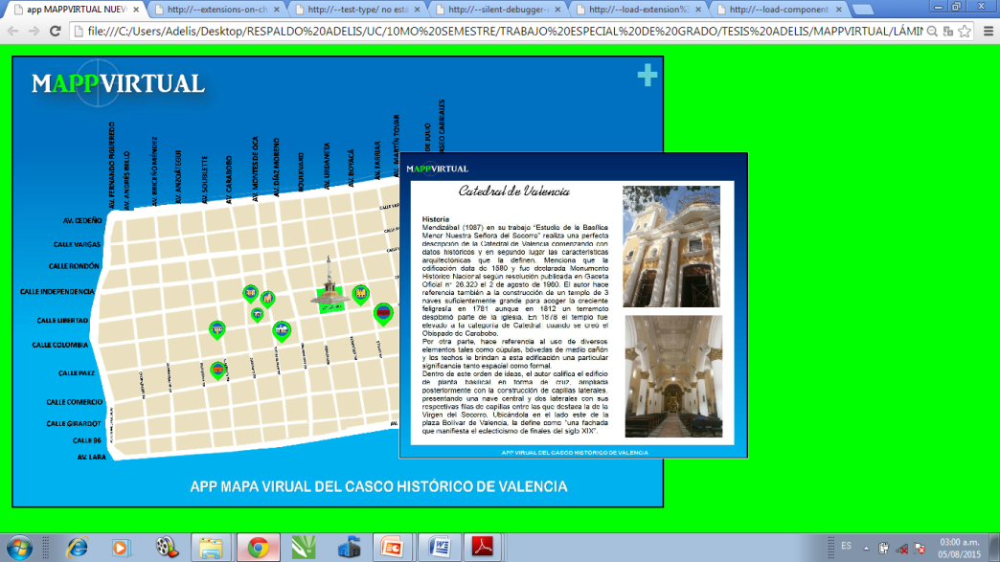 app MAPPVIRTUAL NUEV
http://--extensions-on-ch
http://--test-type/ no está
http://--silent-debugger-
http://--load-extension%3
http://--load-component
file:///C:/Users/Adelis/Desktop/RESPALDO%20ADELIS/UC/10MO%20SEMESTRE/TRABAJO%20ESPECIAL%20DE%20GRADO/TESIS%20ADELIS/MAPPVIRTUAL/LÁMIN
MAPPVIRTUAL
AV. FERNANDO FIGUEREDO
AV. ANDRÉS BELLO
AV. BRICEÑO MÉNDEZ
AV. ANZOÁTEGUI
AV. SOUBLETTE
AV. CARABOBO
AV. MONTES DE OCA
AV. DÍAZ MORENO
BOULEVARD
AV. URDANETA
AV. BOYACÁ
AV. FARRIAR
AV. MARTÍN TOVAR
DE JULIO
PASEO CABRIALES
AV. CEDEÑO
CALLE VARGAS
CALLE RONDÓN
CALLE INDEPENDENCIA
CALLE LIBERTAD
CALLE COLOMBIA
CALLE PAEZ
CALLE COMERCIO
CALLE GIRARDOT
CALLE 96
AV. LARA
APP MAPA VIRUAL DEL CASCO HISTÓRICO DE VALENCIA
MAPPVIRTUAL
Catedral de Valencia
Historia
Mendizábal (1987) en su trabajo "Estudio de la Basílica
Menor Nuestra Señora del Socorro" realiza una perfecta
descripción de la Catedral de Valencia comenzando con
datos históricos y en segundo lugar las características
arquitectónicas que la definen. Menciona que la
edificación data de 1580 y fue declarada Monumento
Histórico Nacional según resolución publicada en Gaceta
Oficial n° 26.320 el 2 de agosto de 1960. El autor hace
referencia también a la construcción de un templo de 3
naves suficientemente grande para acoger la creciente
feligresía en 1781 aunque en 1812 un terremoto
desplomó parte de la iglesia. En 1878 el templo fue
elevado a la categoría de Catedral cuando se creó el
Obispado de Carabobo.
Por otra parte, hace referencia al uso de diversos
elementos tales como cúpulas, bóvedas de medio cañón
y los techos le brindan a esta edificación una particular
significancia tanto espacial como formal.
Dentro de este orden de ideas, el autor califica el edificio
de planta basilical en forma de cruz, ampliada
posteriormente con la construcción de capillas laterales,
presentando una nave central y dos laterales con sus
respectivas filas de capillas entre las que destaca la de la
Virgen del Socorro. Ubicándola en el lado este de la
plaza Bolívar de Valencia, la define como "una fachada
que manifiesta el eclecticismo de finales del siglo XIX".
APP VIRTUAL DEL CASCO HISTORICO DE VALENCIA
ES
03:00 a.m.
05/08/2015